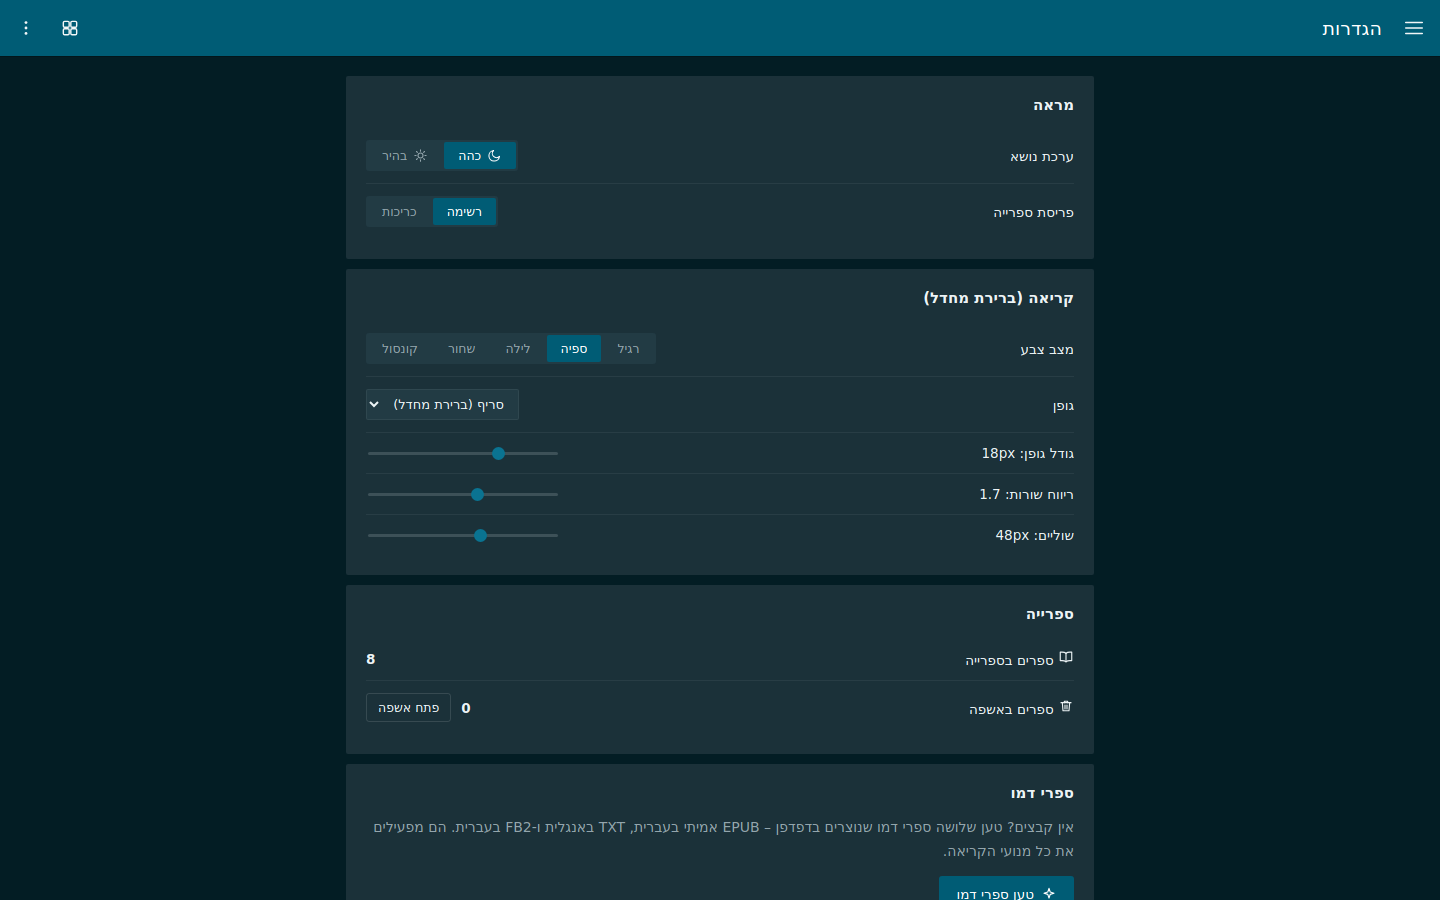 הגדרות
מראה
ערכת נושא
כהה
בהיר
פריסת ספרייה
רשימה
כריכות
קריאה (ברירת מחדל)
מצב צבע
רגיל
ספיה
לילה
שחור
קונסול
גופן
סריף (ברירת מחדל)
גודל גופן: 18px
ריווח שורות: 1.7
שוליים: 48px
ספרייה
ספרים בספרייה
8
ספרים באשפה
0
פתח אשפה
ספרי דמו
אין קבצים? טען שלושה ספרי דמו שנוצרים בדפדפן – EPUB אמיתי בעברית, TXT באנגלית ו-FB2 בעברית. הם מפעילים
את כל מנועי הקריאה.
טען ספרי דמו